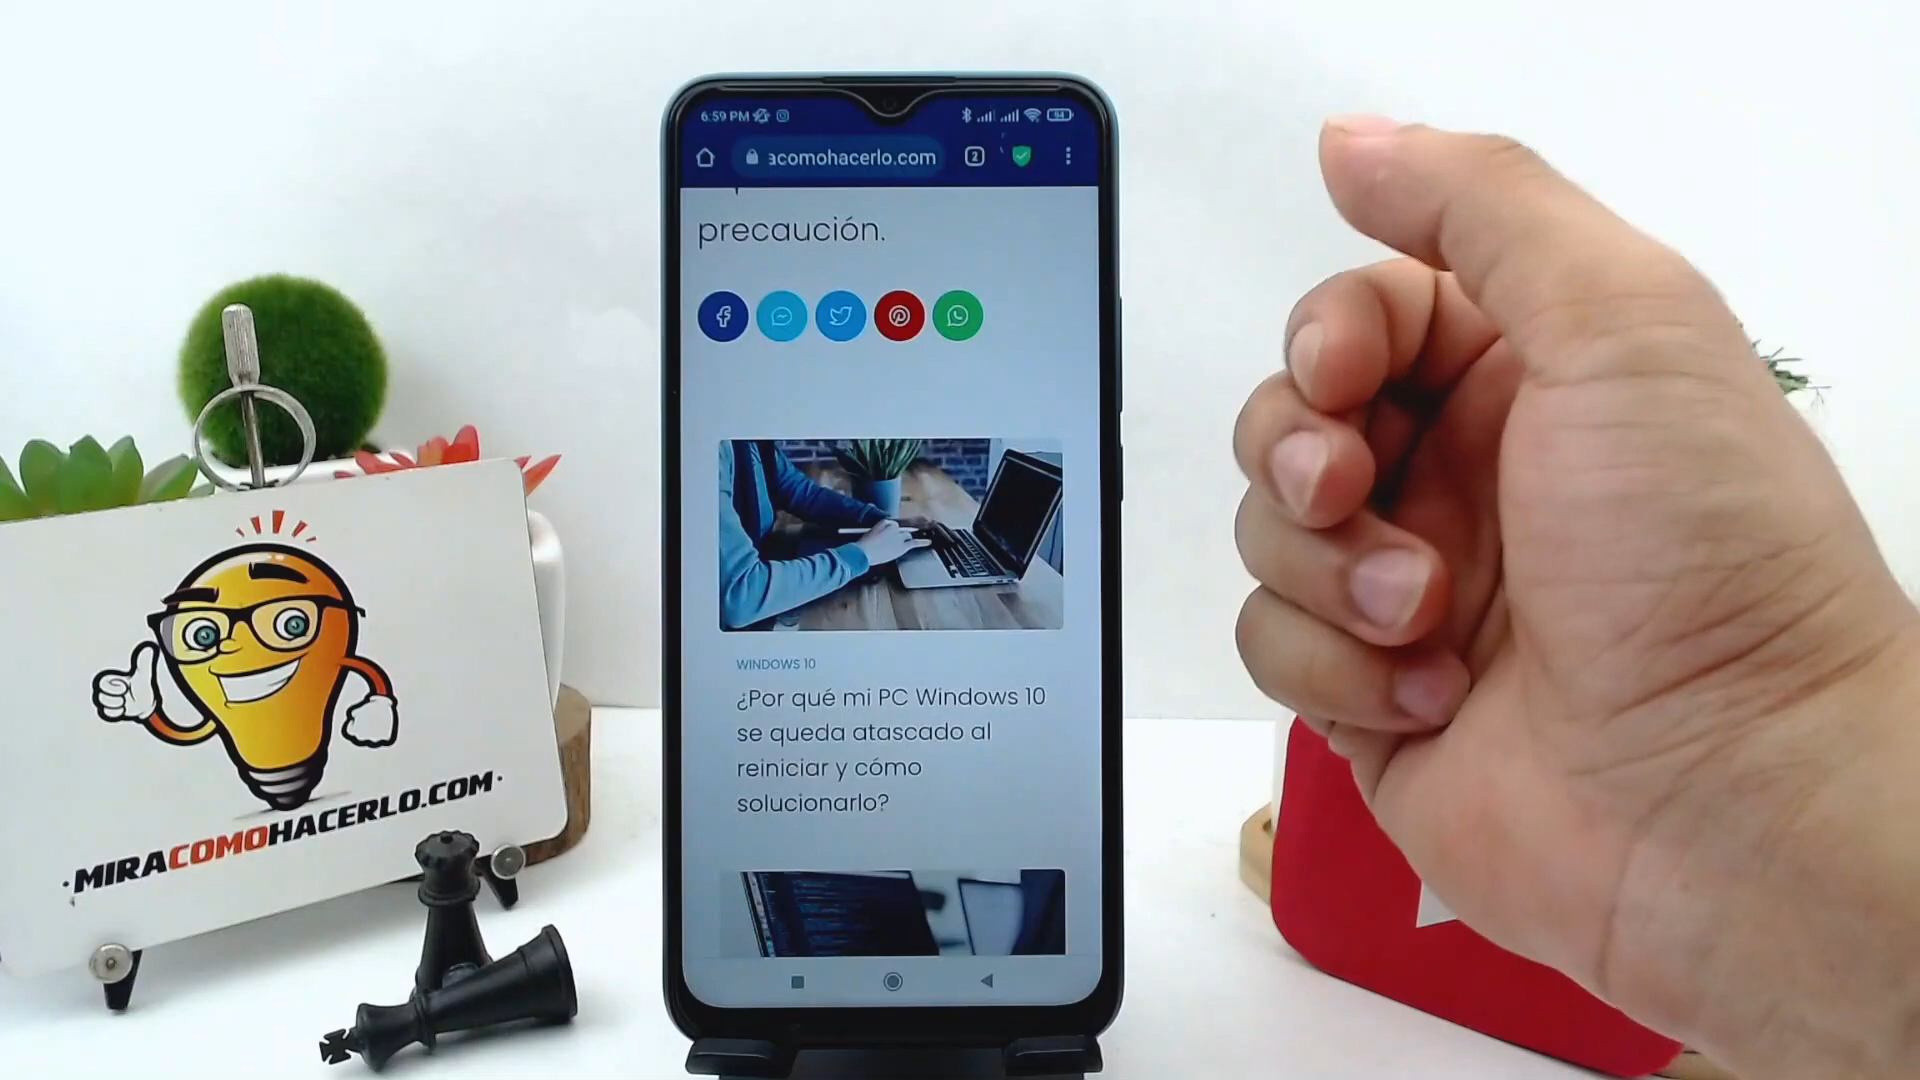 6:59 PM
94
acomohacerlo.com
2
precaución.
WINDOWS 10
¿Por qué mi PC Windows 10
se queda atascado al
reiniciar y cómo
solucionarlo?
·MIRACOMOHACERLO.COM·